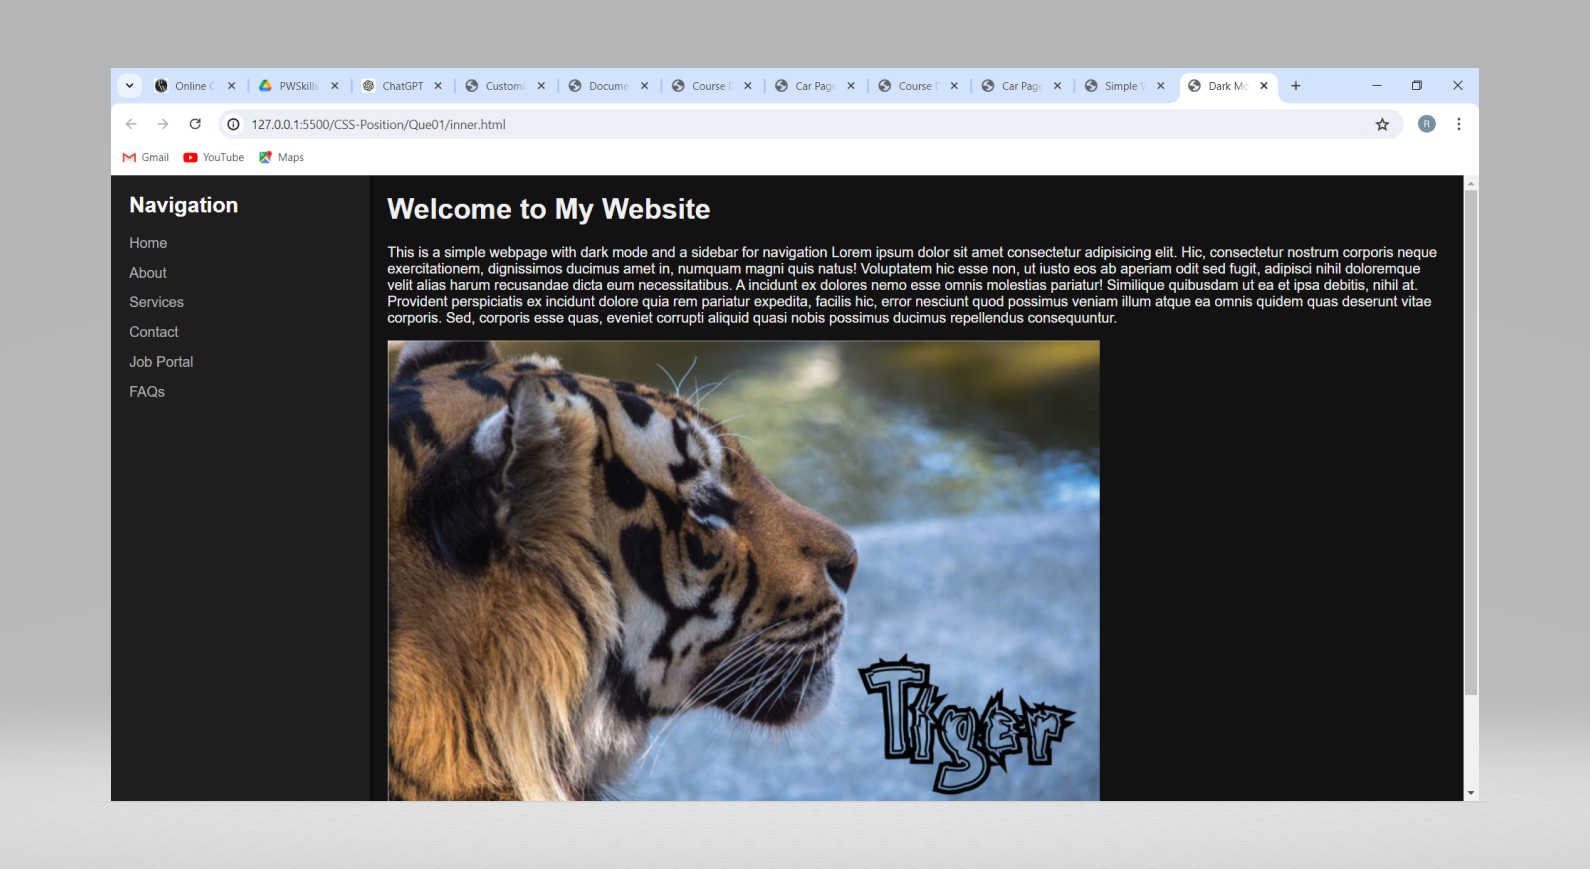 Online C
PWSkills
ChatGPT
Customi
Docume
Course D
Car Page
Course D
Car Page
Simple
Dark Mo
127.0.0.1:5500/CSS-Position/Que01/inner.html
R
Gmail
YouTube
Maps
Navigation
Home
About
Services
Contact
Job Portal
FAQs
Welcome to My Website
This is a simple webpage with dark mode and a sidebar for navigation Lorem ipsum dolor sit amet consectetur adipisicing elit. Hic, consectetur nostrum corporis neque
exercitationem, dignissimos ducimus amet in, numquam magni quis natus! Voluptatem hic esse non, ut iusto eos ab aperiam odit sed fugit, adipisci nihil doloremque
velit alias harum recusandae dicta eum necessitatibus. A incidunt ex dolores nemo esse omnis molestias pariatur! Similique quibusdam ut ea et ipsa debitis, nihil at.
Provident perspiciatis ex incidunt dolore quia rem pariatur expedita, facilis hic, error nesciunt quod possimus veniam illum atque ea omnis quidem quas deserunt vitae
corporis. Sed, corporis esse quas, eveniet corrupti aliquid quasi nobis possimus ducimus repellendus consequuntur.
Tiger